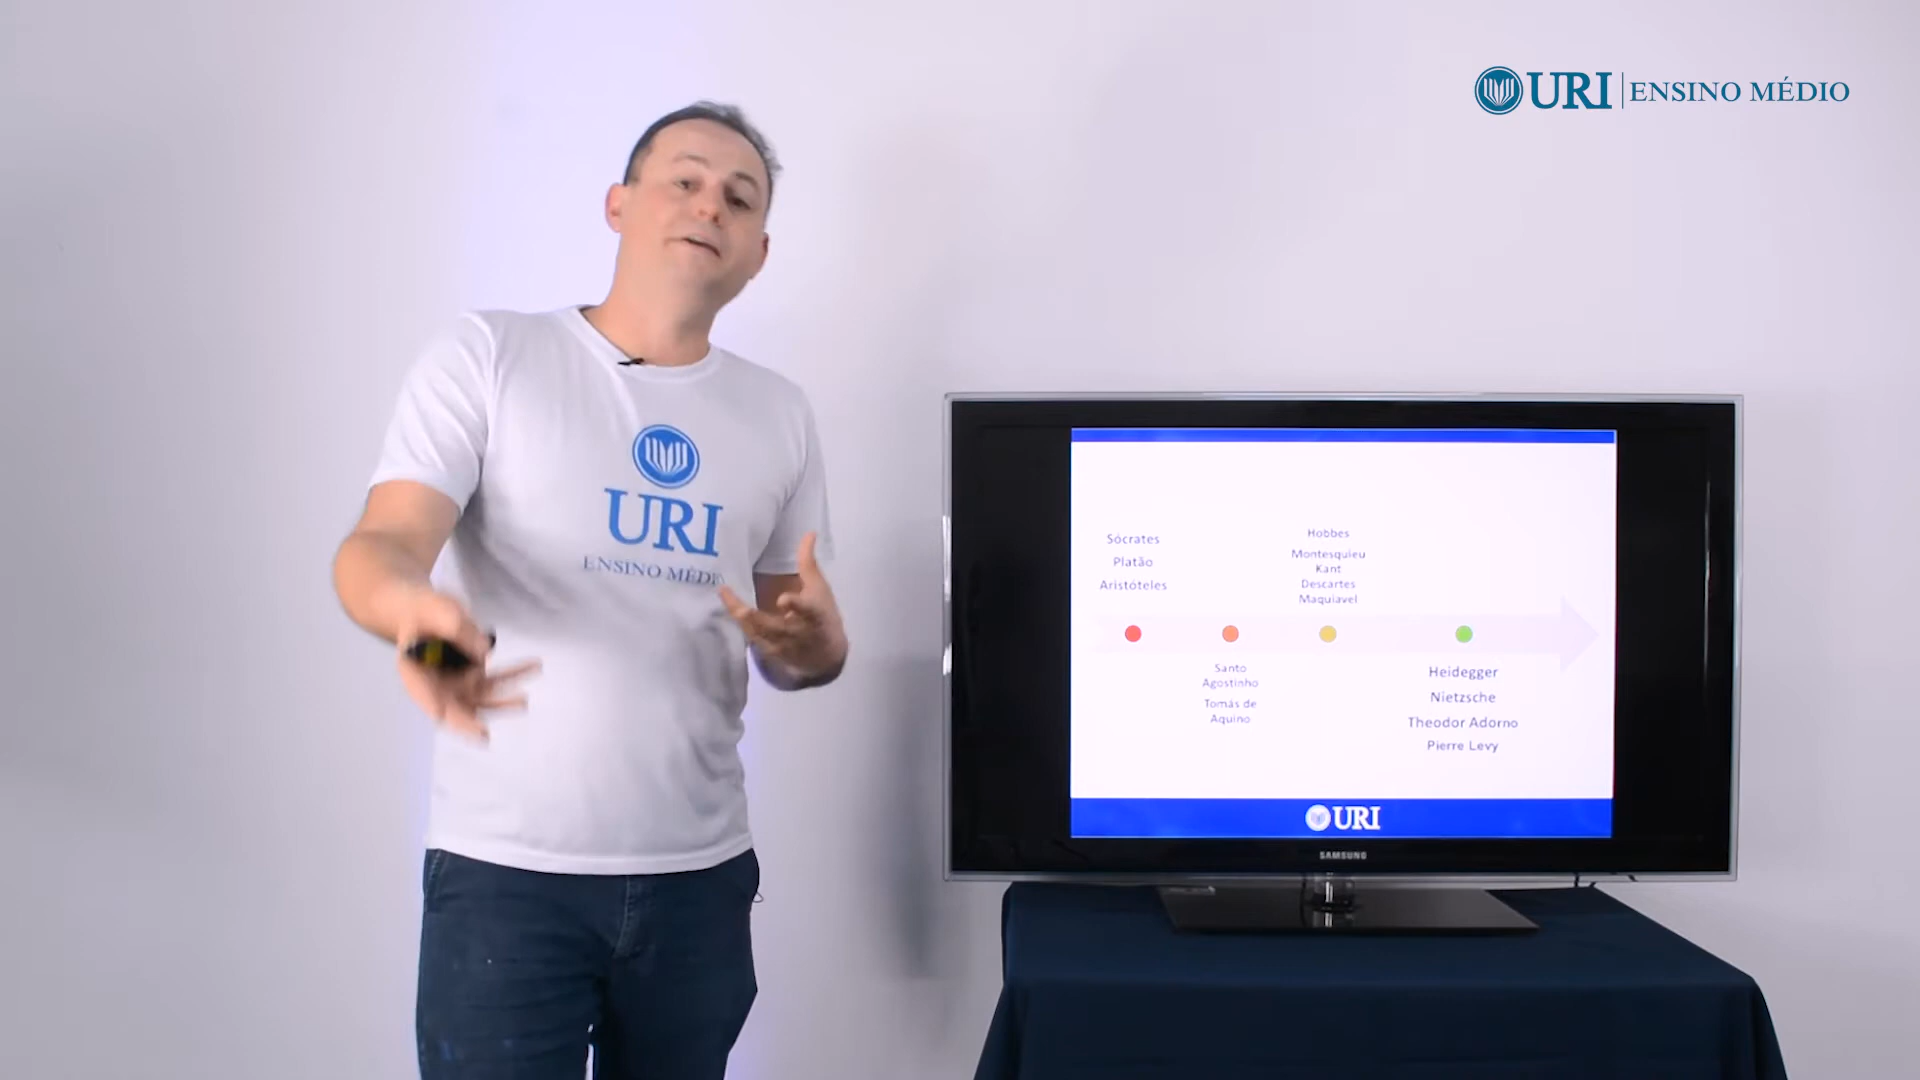 URI ENSINO MÉDIO
URI
ENSINO MÉDI
Sócrates
Platão
Aristóteles
Hobbes
Montesquieu
Kant
Descartes
Maquiavel
Santo
Agostinho
Tomás de
Aquino
Heidegger
Nietzsche
Theodor Adorno
Pierre Levy
URI
SAMSUNG